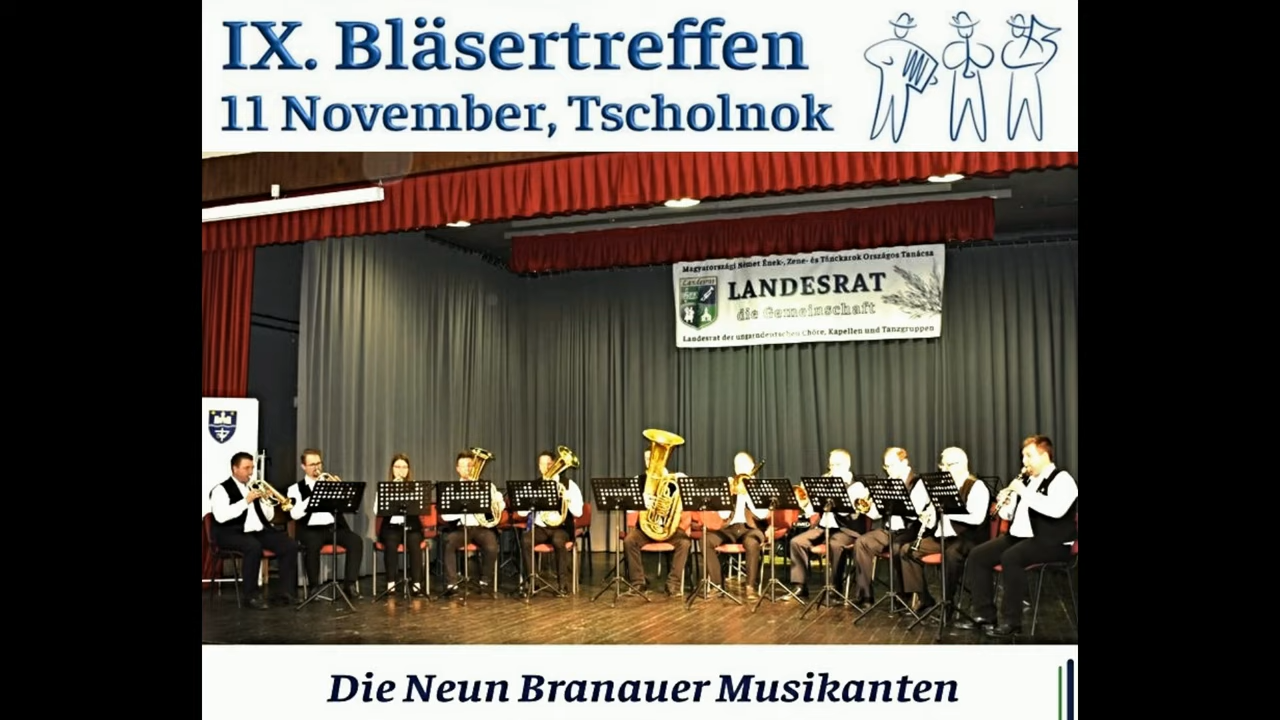 IX. Bläsertreffen
11 November, Tscholnok
Magyarországi Német Ének-, Zene- és Tánckarok Országos Tanácsa
Landesrat
LANDESRAT
die Gemeinschaft
Landesrat der ungarndeutschen Chöre, Kapellen und Tanzgruppen
Die Neun Branauer Musikanten